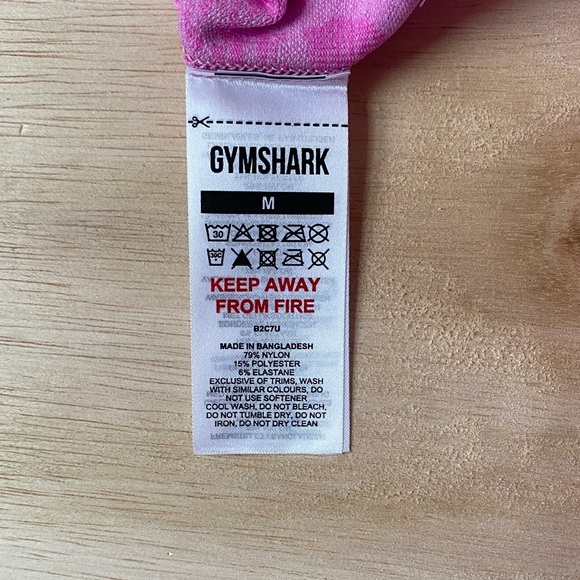 GYMSHARK
M
30
30C
KEEP AWAY
FROM FIRE
B2C7U
MADE IN BANGLADESH
79% NYLON
15% POLYESTER
6% ELASTANE
EXCLUSIVE OF TRIMS, WASH
WITH SIMILAR COLOURS, DO
NOT USE SOFTENER
COOL WASH, DO NOT BLEACH,
DO NOT TUMBLE DRY, DO NOT
IRON, DO NOT DRY CLEAN